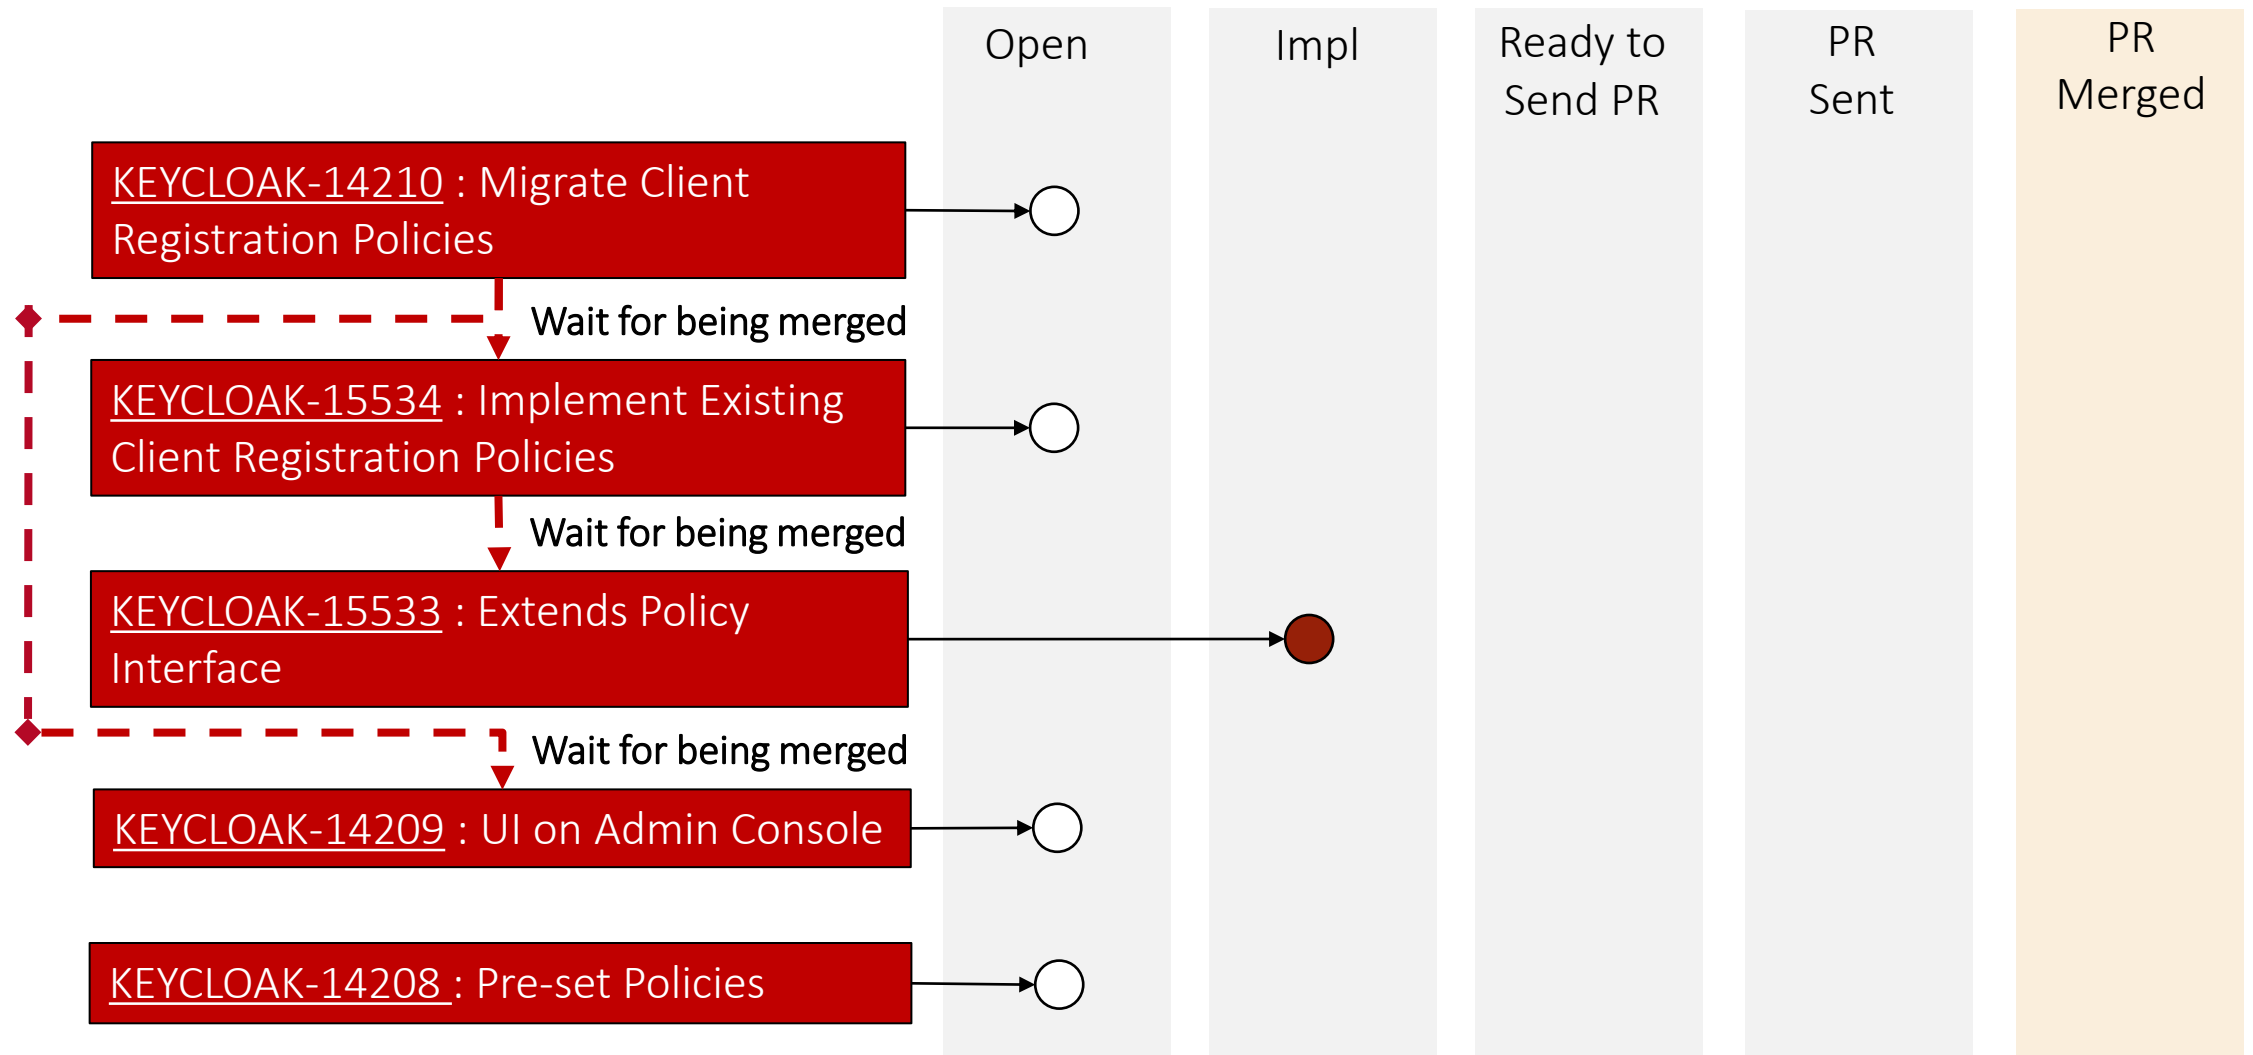 Open
Impl
Ready to
Send PR
PR
Sent
PR
Merged
KEYCLOAK-14210 : Migrate Client
Registration Policies
Wait for being merged
KEYCLOAK-15534 : Implement Existing
Client Registration Policies
Wait for being merged
KEYCLOAK-15533 : Extends Policy
Interface
Wait for being merged
KEYCLOAK-14209 : UI on Admin Console
KEYCLOAK-14208 : Pre-set Policies